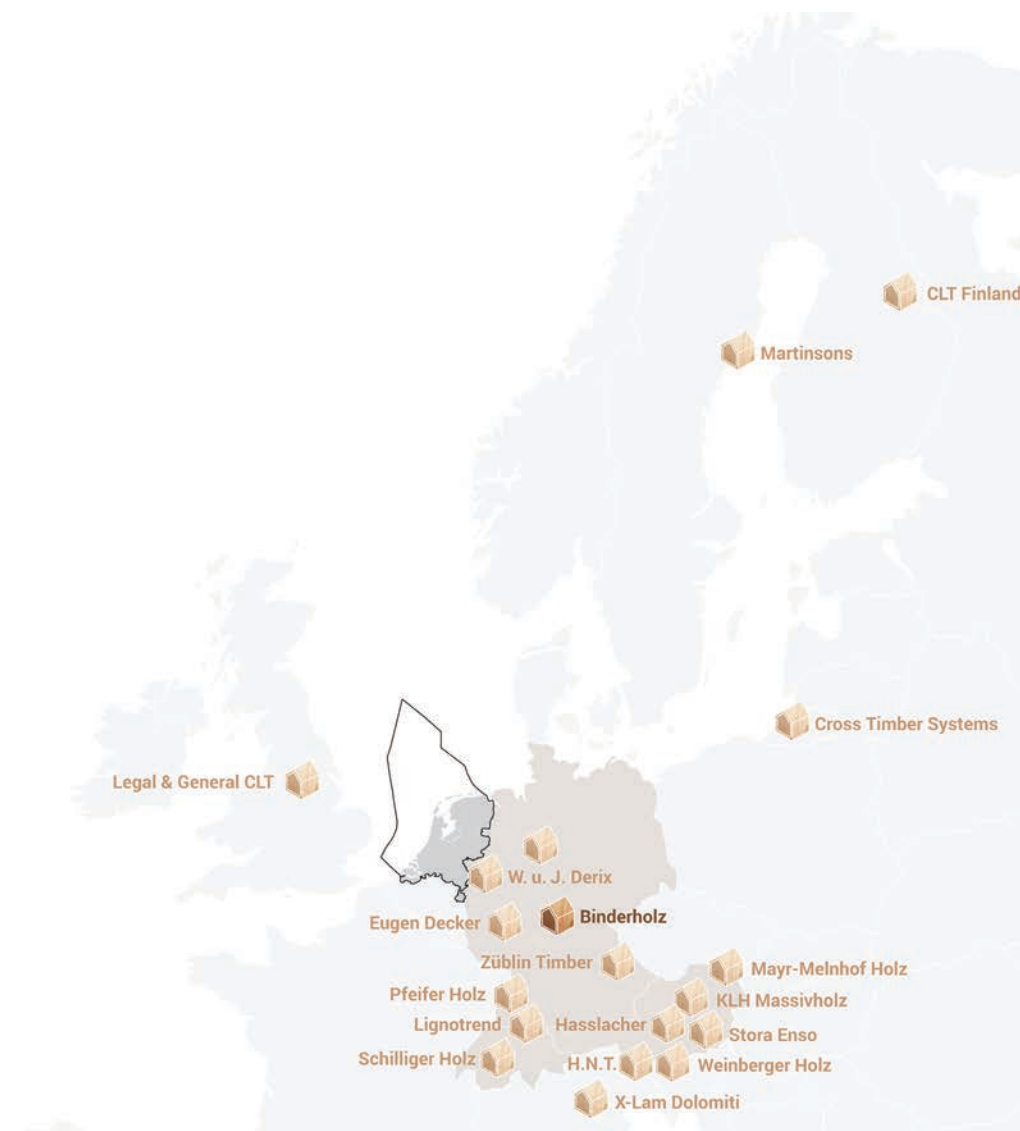 CLT Finland
Martinsons
Cross Timber Systems
Legal & General CLT
W. u. J. Derix
Eugen Decker
Binderholz
Züblin Timber
Mayr-Melnhof Holz
Pfeifer Holz
KLH Massivholz
Lignotrend
Hasslacher
Stora Enso
Schilliger Holz
H.N.T.
Weinberger Holz
X-Lam Dolomiti